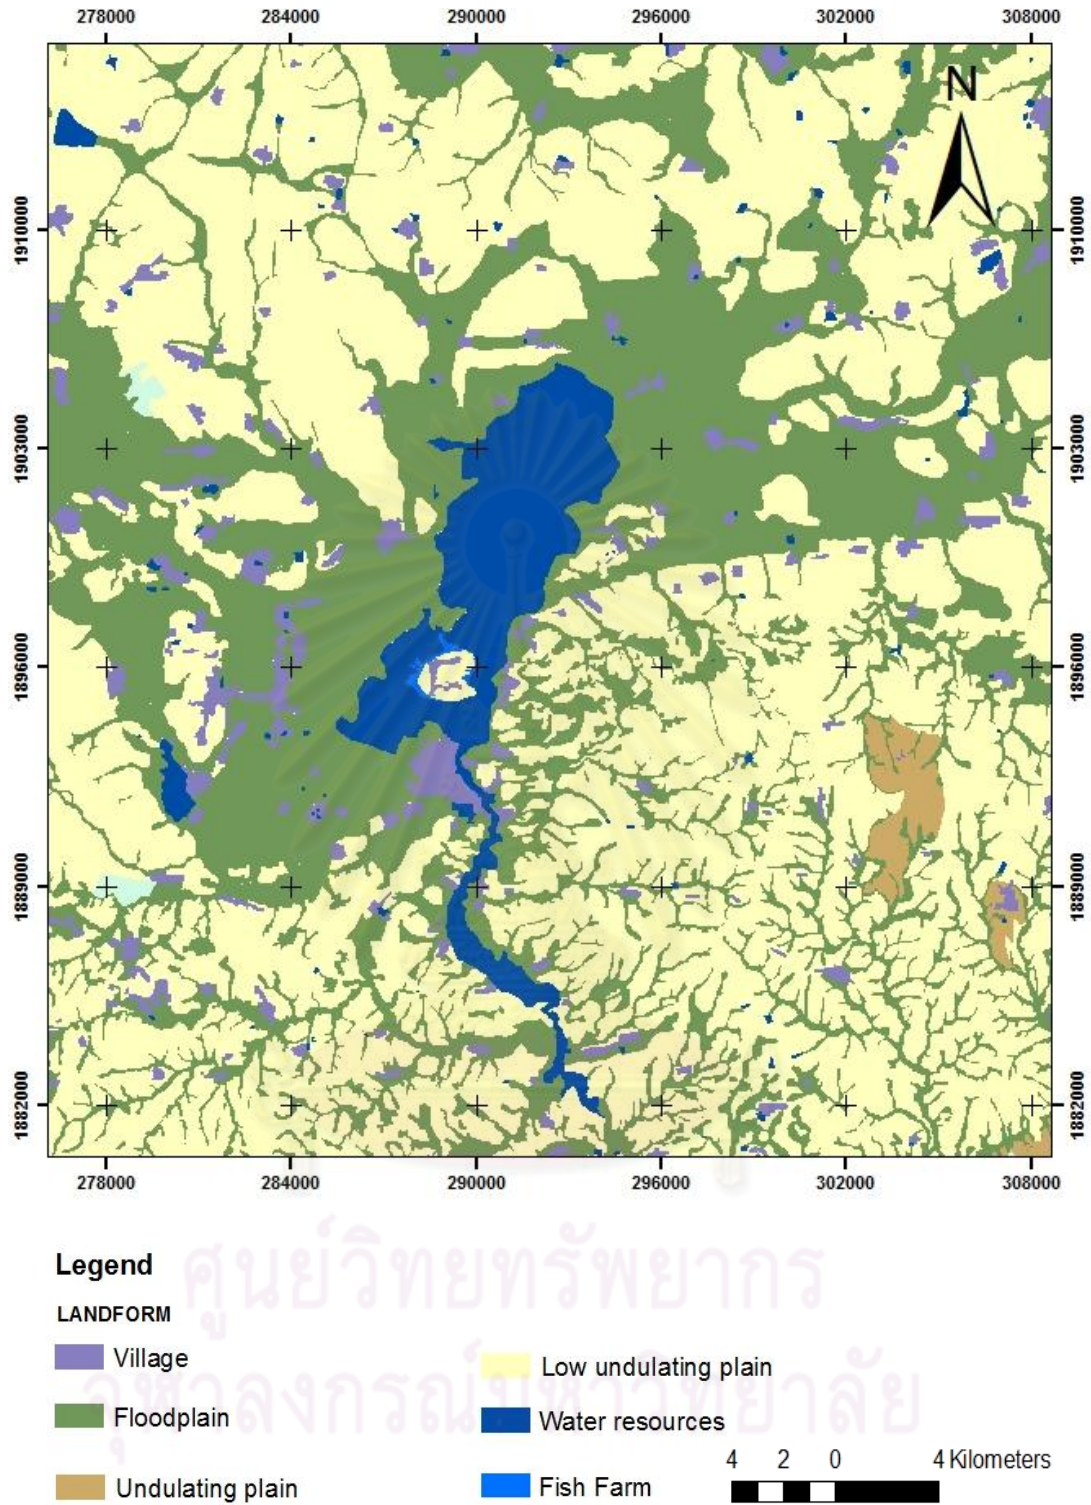 278000 284000 290000 296000 302000 308000
N
1910000 1910000
1903000 1903000
1896000 1896000
1889000 1889000
1882000 1882000
278000 284000 290000 296000 302000 308000
Legend
ศูนย์วิทยทรัพยากร
LANDFORM
Village
Low undulating plain
จุฬาลงกรณ์มหาวิทยาลัย
Floodplain
Water resources
Undulating plain
Fish Farm
4 2 0 4 Kilometers